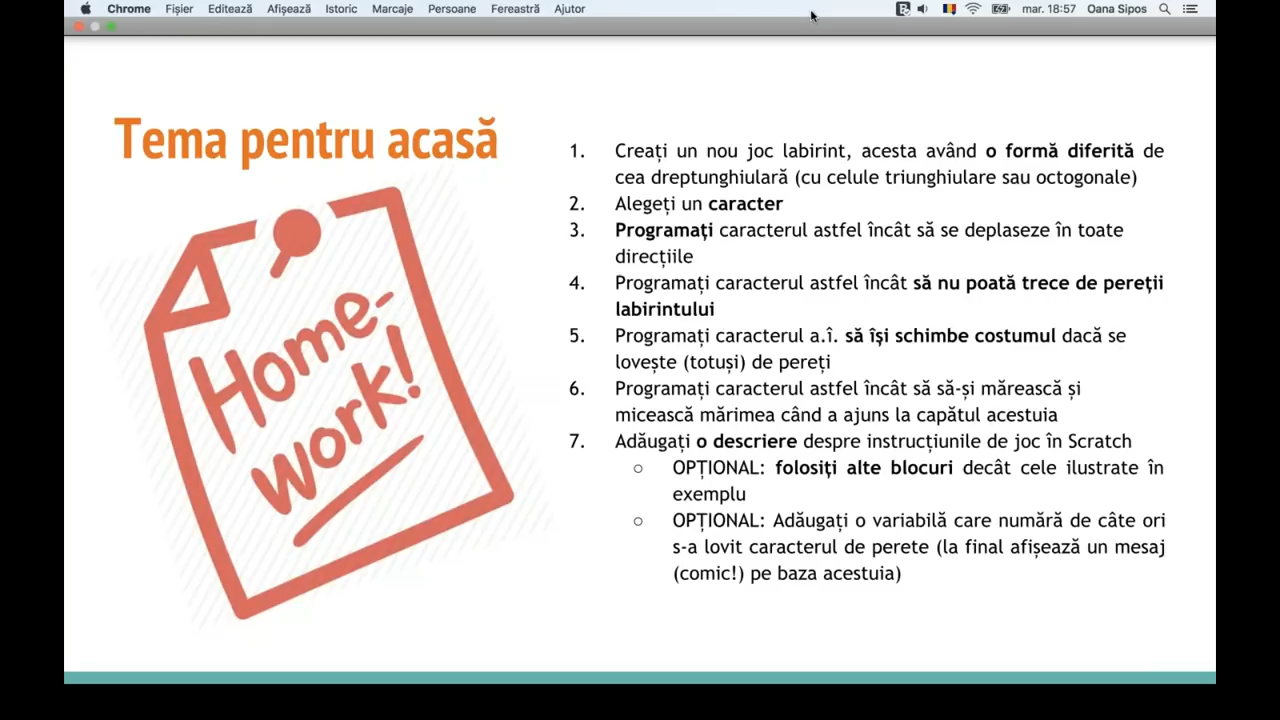 Chrome Fișier Editează Afișează Istoric Marcaje Persoane Fereastră Ajutor mar. 18:57 Oana Sipos
Tema pentru acasă
Home-
work!
1. Creați un nou joc labirint, acesta având o formă diferită de
cea dreptunghiulară (cu celule triunghiulare sau octogonale)
2. Alegeți un caracter
3. Programați caracterul astfel încât să se deplaseze în toate
direcțiile
4. Programați caracterul astfel încât să nu poată trece de pereții
labirintului
5. Programați caracterul a.î. să își schimbe costumul dacă se
lovește (totuși) de pereți
6. Programați caracterul astfel încât să să-și mărească și
micească mărimea când a ajuns la capătul acestuia
7. Adăugați o descriere despre instrucțiunile de joc în Scratch
○ OPȚIONAL: folosiți alte blocuri decât cele ilustrate în
exemplu
○ OPȚIONAL: Adăugați o variabilă care numără de câte ori
s-a lovit caracterul de perete (la final afișează un mesaj
(comic!) pe baza acestuia)